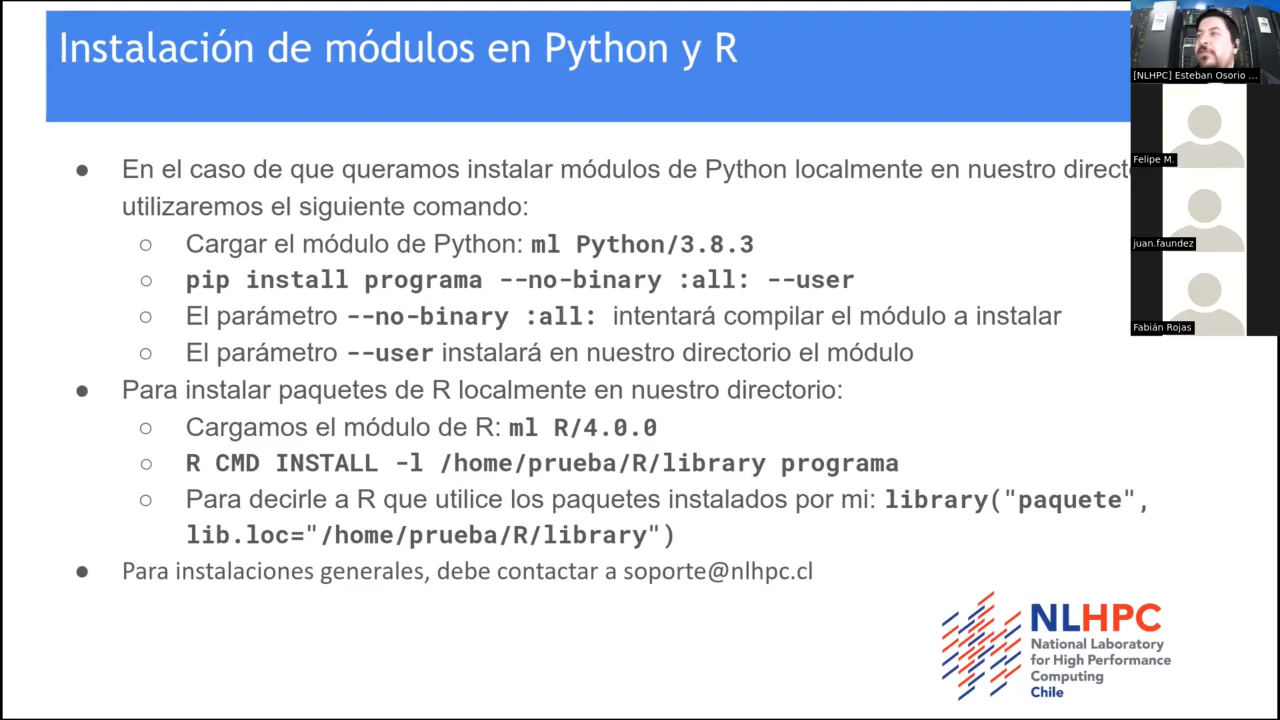 Instalación de módulos en Python y R
● En el caso de que queramos instalar módulos de Python localmente en nuestro
utilizaremos el siguiente comando:
○ Cargar el módulo de Python: ml Python/3.8.3
○ pip install programa --no-binary :all: --user
○ El parámetro --no-binary :all: intentará compilar el módulo a instalar
○ El parámetro --user instalará en nuestro directorio el módulo
● Para instalar paquetes de R localmente en nuestro directorio:
○ Cargamos el módulo de R: ml R/4.0.0
○ R CMD INSTALL -l /home/prueba/R/library programa
○ Para decirle a R que utilice los paquetes instalados por mi: library("paquete",
lib.loc="/home/prueba/R/library")
● Para instalaciones generales, debe contactar a soporte@nlhpc.cl
[NLHPC] Esteban Osorio ...
Felipe M.
juan.faundez
Fabián Rojas
NLHPC
National Laboratory
for High Performance
Computing
Chile